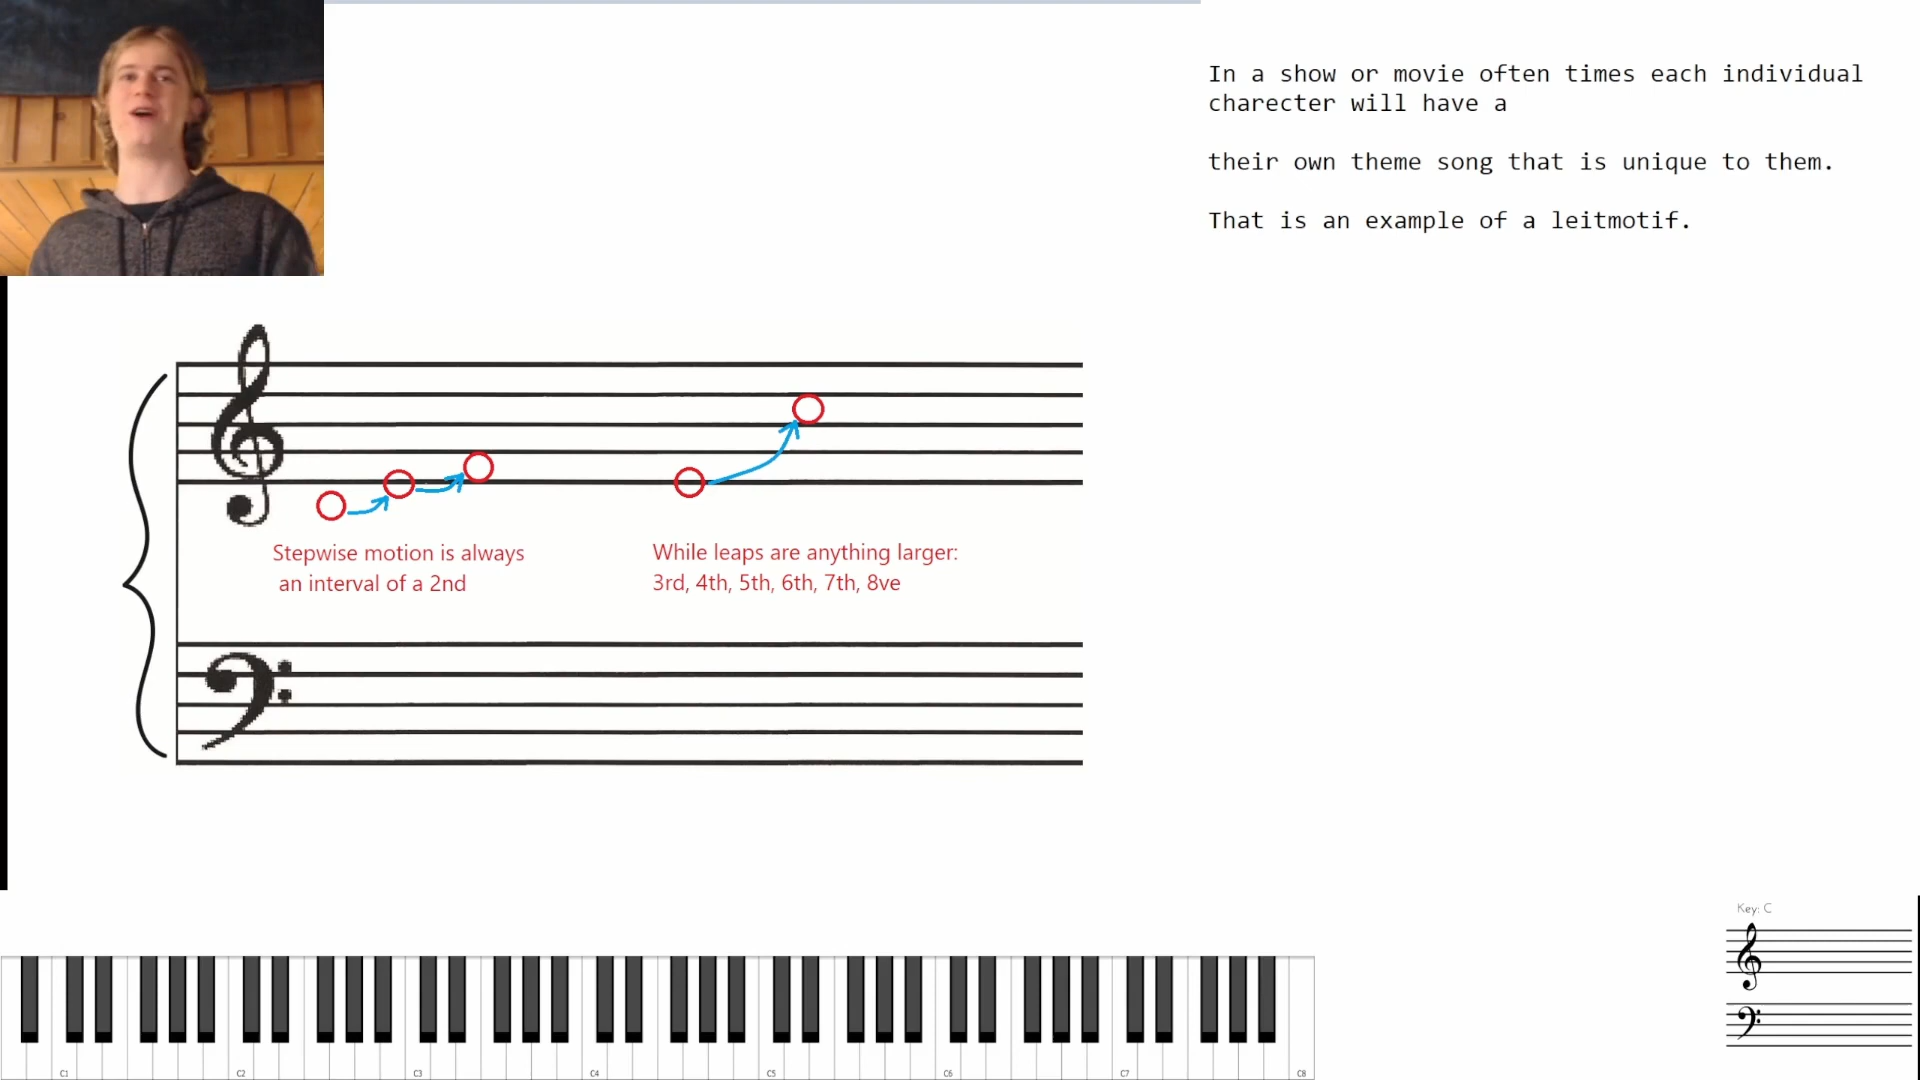 In a show or movie often times each individual
charecter will have a
their own theme song that is unique to them.
That is an example of a leitmotif.
Stepwise motion is always
an interval of a 2nd
While leaps are anything larger:
3rd, 4th, 5th, 6th, 7th, 8ve
Key: C
C1 C2 C3 C4 C5 C6 C7 C8